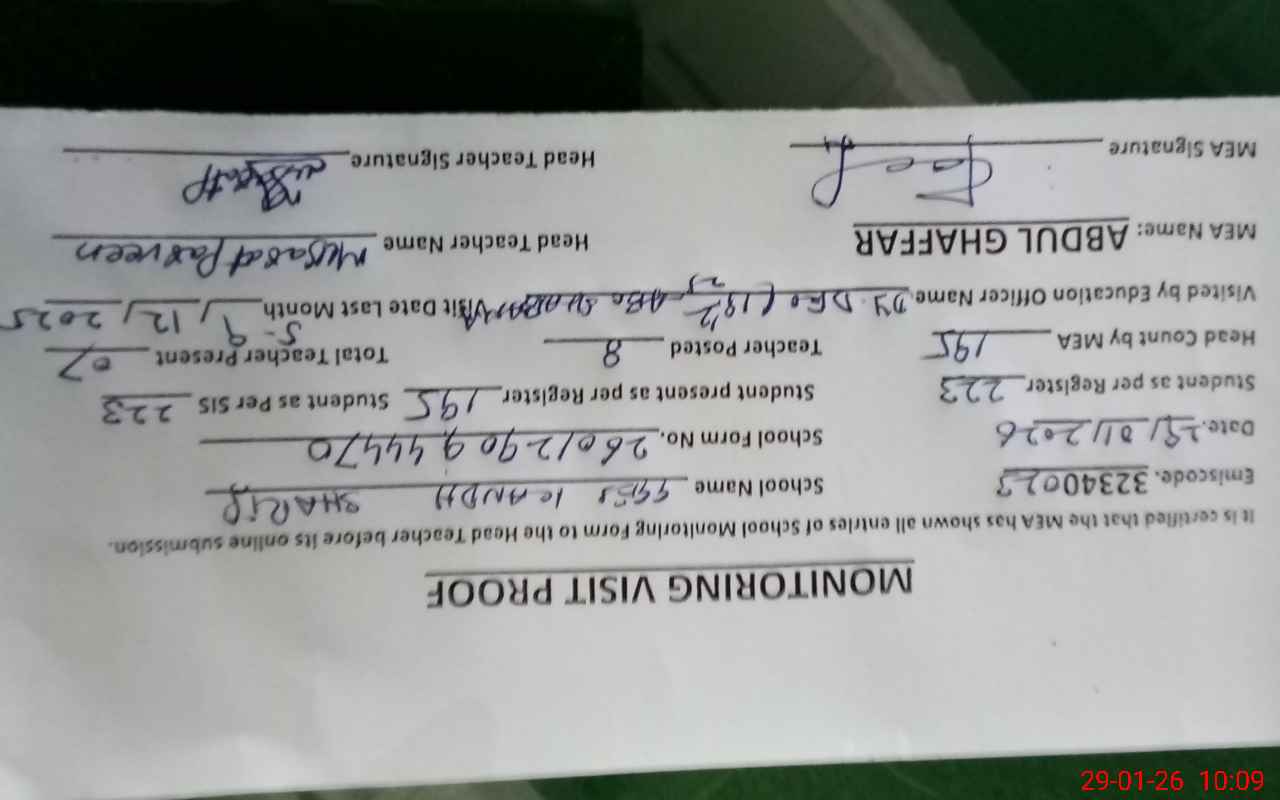 MONITORING VISIT PROOF
It is certified that the MEA has shown all entries of School Monitoring Form to the Head Teacher before its online submission.
Emiscode. 32340023 School Name SHARIF
Date. 29/01/2026 School Form No. 2601290944470
Student as per Register 223 Student present per Register 195 Student as Per SIS 223
Head Count by MEA 195 Teacher Posted 8 Total Teacher Present 07
Visited by Education Officer Name DY. DEO Visit Date Last Month 5-9/12/2025
MEA Name: ABDUL GHAFFAR Head Teacher Name Parveen
MEA Signature Head Teacher Signature
29-01-26 10:09